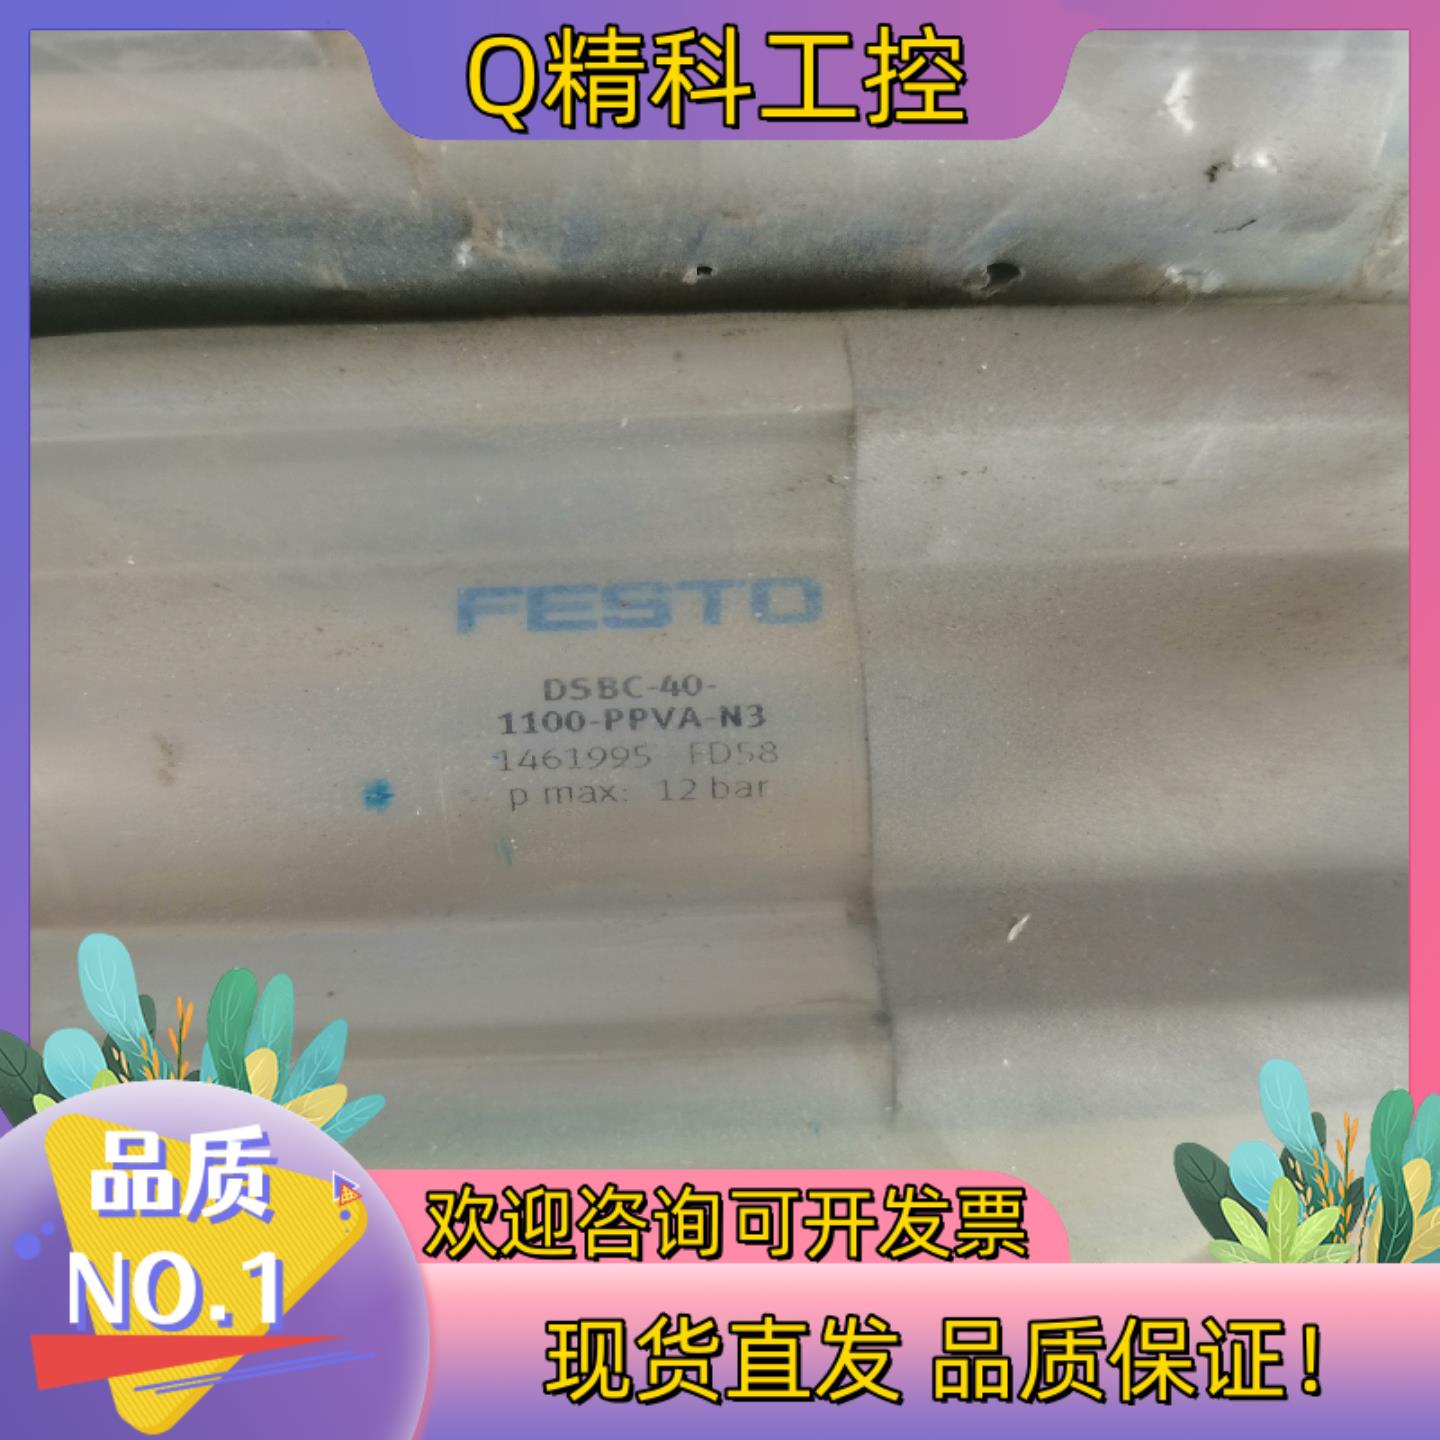 Q精科工控
FESTO
DSBC-40-
1100-PPVA-N3
1461995 FD58
p max: 12 bar
品质
NO.1
欢迎咨询可开发票
现货直发 品质保证!